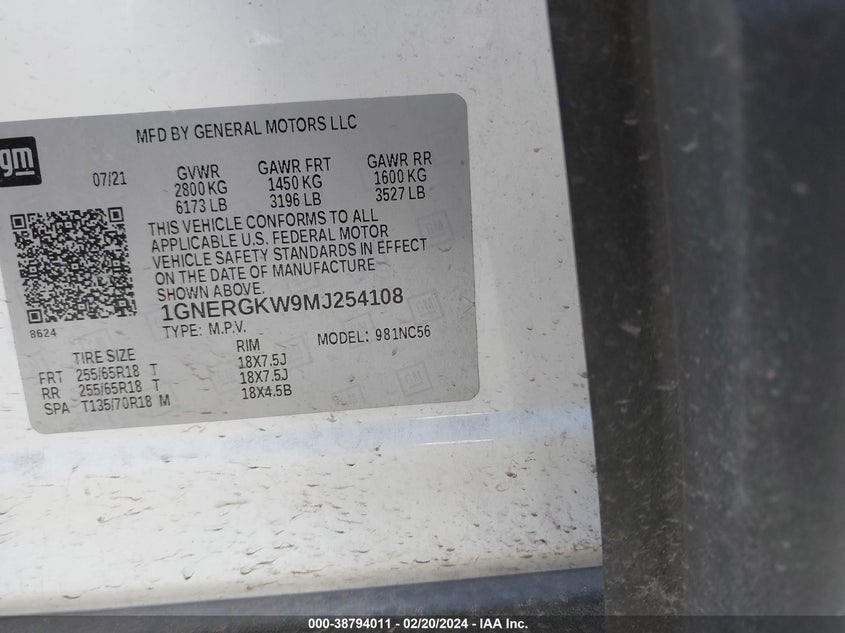 MFD BY GENERAL MOTORS LLC
gm
07/21
GVWR GAWR FRT GAWR RR
2800 KG 1450 KG 1600 KG
6173 LB 3196 LB 3527 LB
THIS VEHICLE CONFORMS TO ALL
APPLICABLE U.S. FEDERAL MOTOR
VEHICLE SAFETY STANDARDS IN EFFECT
ON THE DATE OF MANUFACTURE
SHOWN ABOVE.
1GNERGKW9MJ254108
8624
TYPE: M.P.V. MODEL: 981NC56
TIRE SIZE RIM
FRT 255/65R18 T 18X7.5J
RR 255/65R18 T 18X7.5J
SPA T135/70R18 M 18X4.5B
000-38794011 - 02/20/2024 - IAA Inc.